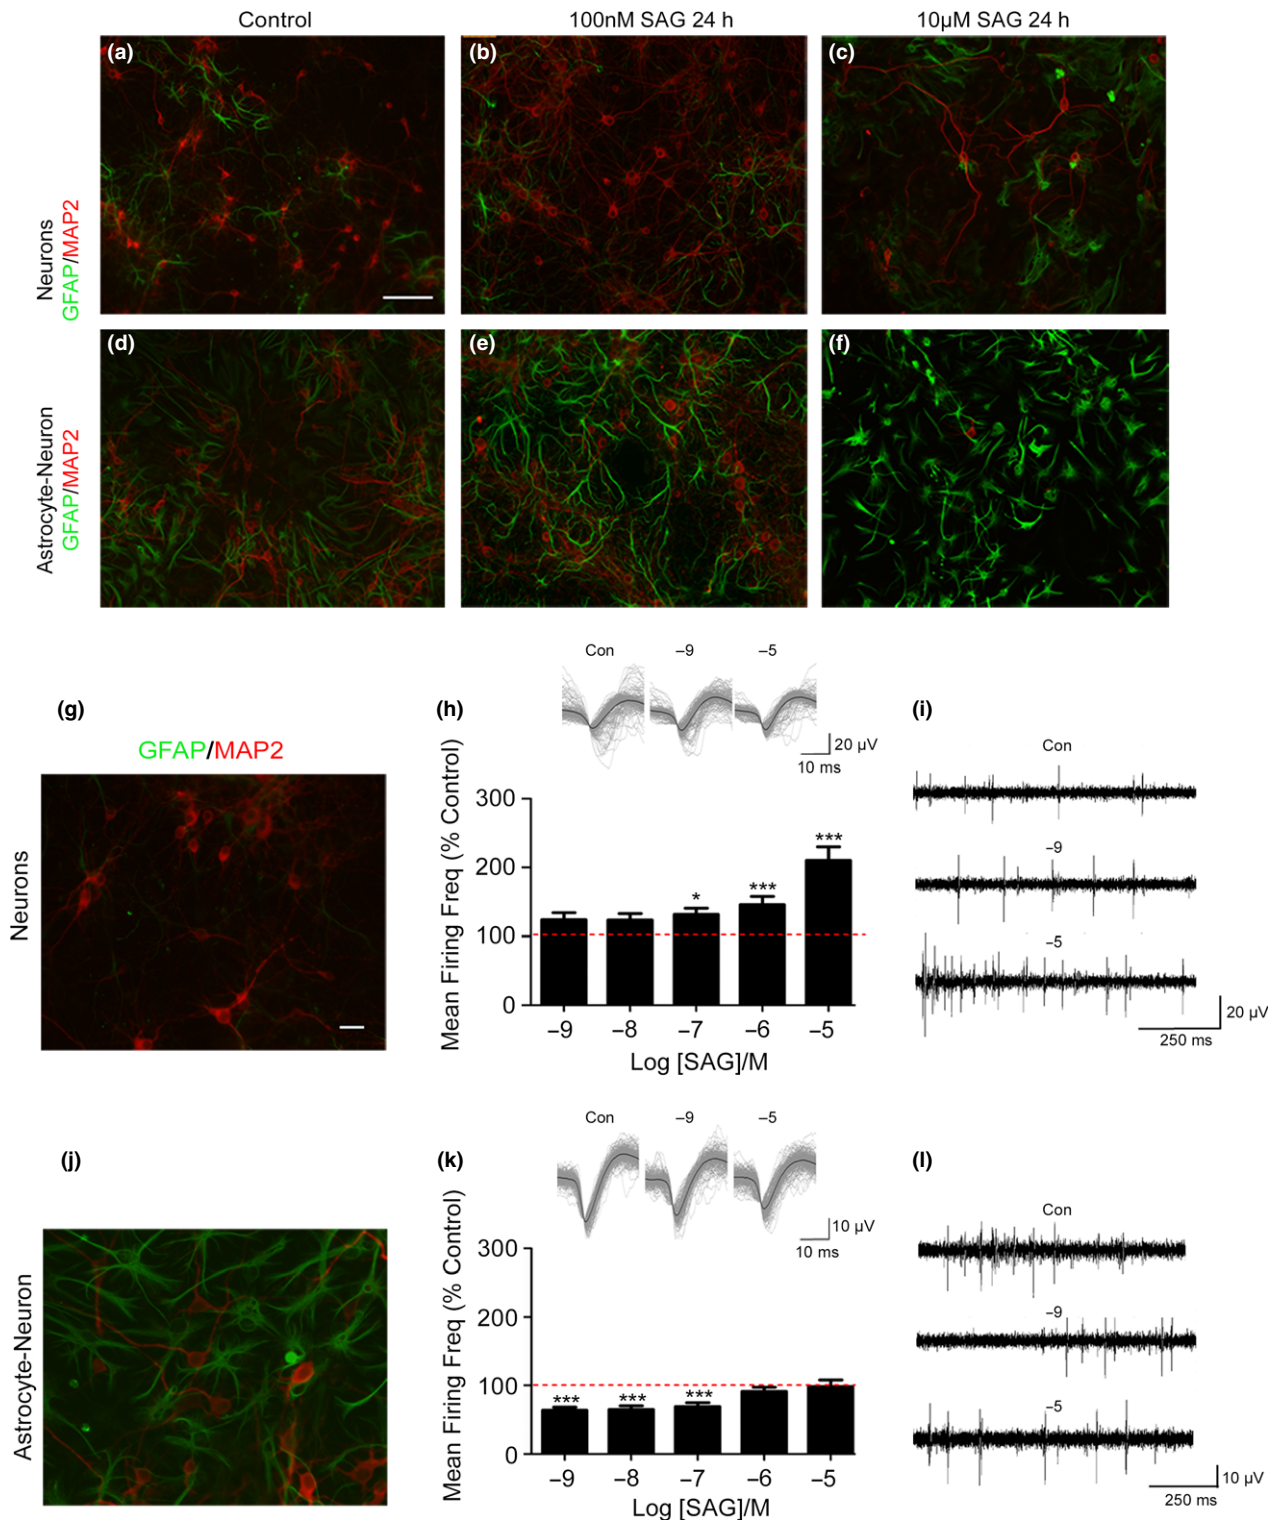 Control
100nM SAG 24 h
10µM SAG 24 h
(a)
(b)
(c)
Neurons
GFAP/MAP2
(d)
(e)
(f)
Astrocyte-Neuron
GFAP/MAP2
(g)
GFAP/MAP2
Neurons
(h)
Con
–9
–5
20 µV
10 ms
Mean Firing Freq (% Control)
300
200
100
0
*
***
***
–9
–8
–7
–6
–5
Log [SAG]/M
(i)
Con
–9
–5
20 µV
250 ms
(j)
Astrocyte-Neuron
(k)
Con
–9
–5
10 µV
10 ms
Mean Firing Freq (% Control)
300
200
100
0
***
***
***
–9
–8
–7
–6
–5
Log [SAG]/M
(l)
Con
–9
–5
10 µV
250 ms